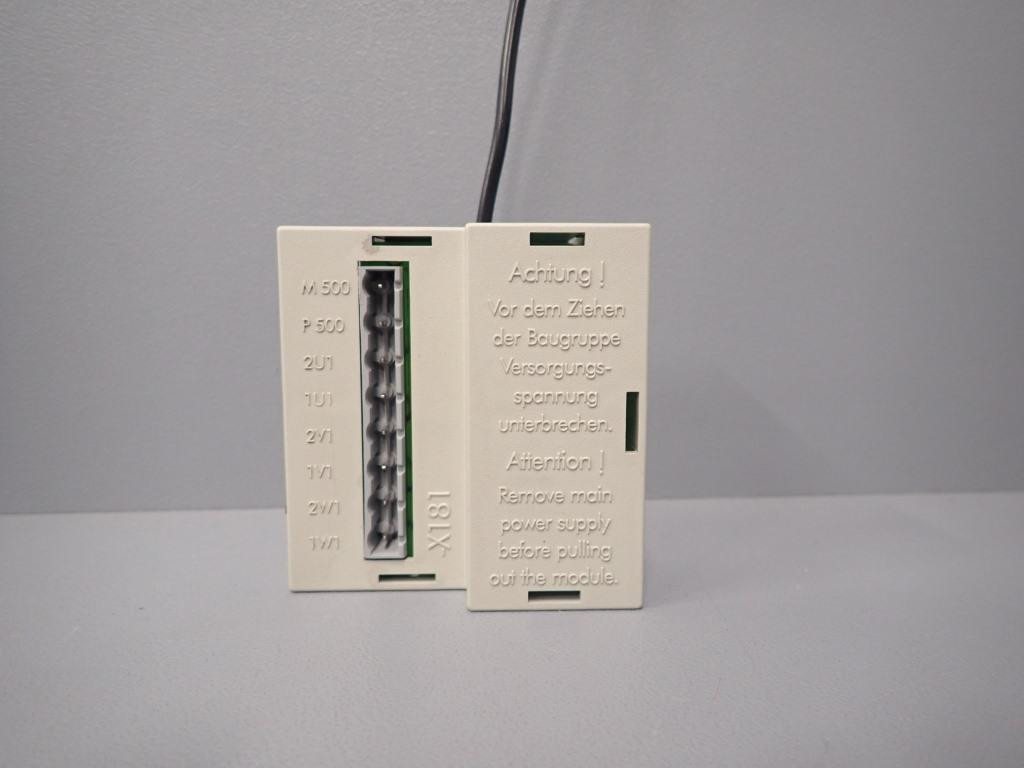 M 500
P 500
2U1
1U1
2V1
1V1
2W1
1W1
-X181
Achtung !
Vor dem Ziehen
der Baugruppe
Versorgungs-
spannung
unterbrechen.
Attention !
Remove main
power supply
before pulling
out the module.